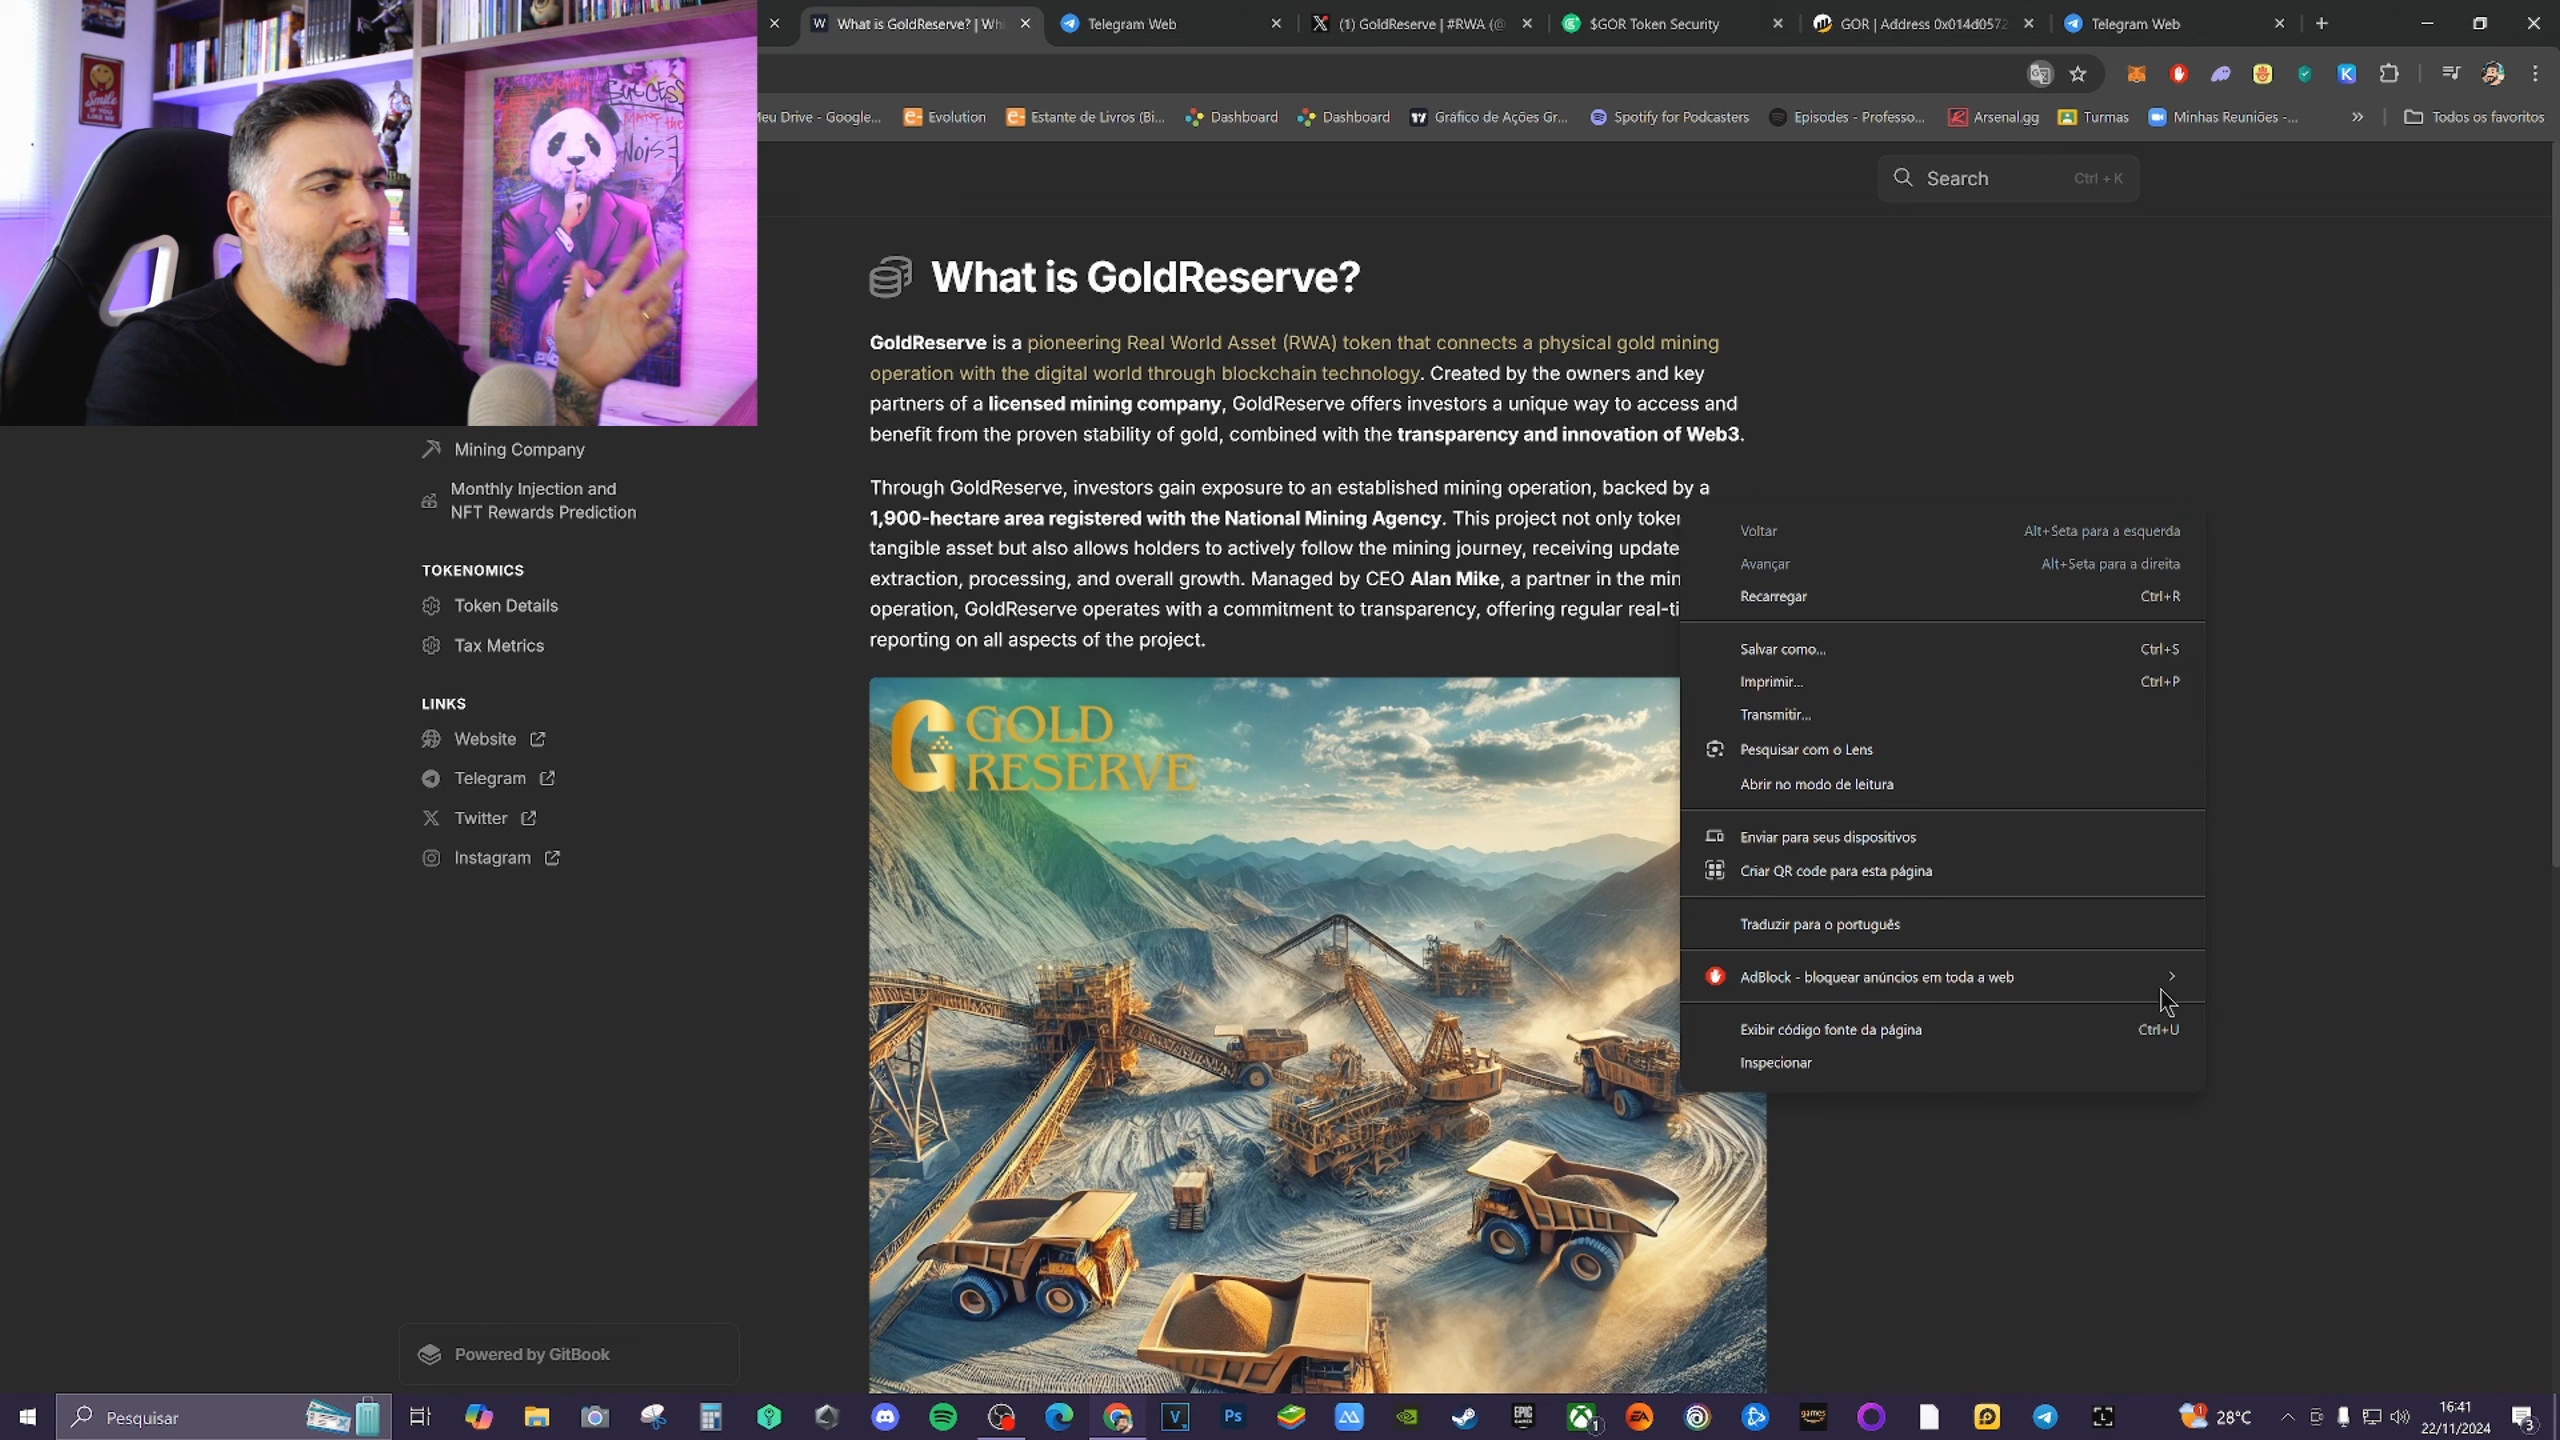 What is GoldReserve? | Whi
Telegram Web
(1) GoldReserve | #RWA (@
$GOR Token Security
GOR | Address 0x014d0572
Telegram Web
Smile
SUCCESS
Make the
NOISE
Meu Drive - Google...
Evolution
Estante de Livros (Bi...
Dashboard
Dashboard
Gráfico de Ações Gr...
Spotify for Podcasters
Episodes - Professo...
Arsenal.gg
Turmas
Minhas Reuniões -...
Todos os favoritos
Search
Ctrl + K
What is GoldReserve?
GoldReserve is a pioneering Real World Asset (RWA) token that connects a physical gold mining
operation with the digital world through blockchain technology. Created by the owners and key
partners of a licensed mining company, GoldReserve offers investors a unique way to access and
benefit from the proven stability of gold, combined with the transparency and innovation of Web3.
Through GoldReserve, investors gain exposure to an established mining operation, backed by a
1,900-hectare area registered with the National Mining Agency. This project not only token
tangible asset but also allows holders to actively follow the mining journey, receiving update
extraction, processing, and overall growth. Managed by CEO Alan Mike, a partner in the min
operation, GoldReserve operates with a commitment to transparency, offering regular real-ti
reporting on all aspects of the project.
Mining Company
Monthly Injection and
NFT Rewards Prediction
TOKENOMICS
Token Details
Tax Metrics
LINKS
Website
Telegram
Twitter
Instagram
Powered by GitBook
GOLD
RESERVE
Voltar Alt+Seta para a esquerda
Avançar Alt+Seta para a direita
Recarregar Ctrl+R
Salvar como... Ctrl+S
Imprimir... Ctrl+P
Transmitir...
Pesquisar com o Lens
Abrir no modo de leitura
Enviar para seus dispositivos
Criar QR code para esta página
Traduzir para o português
AdBlock - bloquear anúncios em toda a web
Exibir código fonte da página Ctrl+U
Inspecionar
Pesquisar
Ps
EPIC
GAMES
EA
games
28°C
16:41
22/11/2024
3